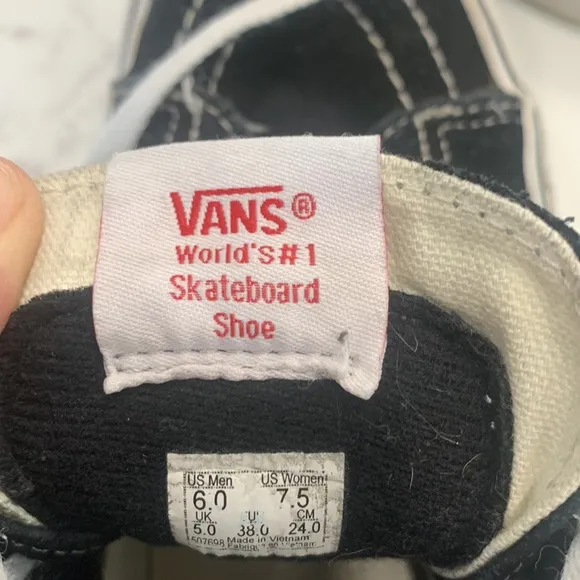 VANS®
World's#1
Skateboard
Shoe
US Men US Women
6.0 7.5
UK CM
5.0 38.0 24.0
507698 Made in Vietnam